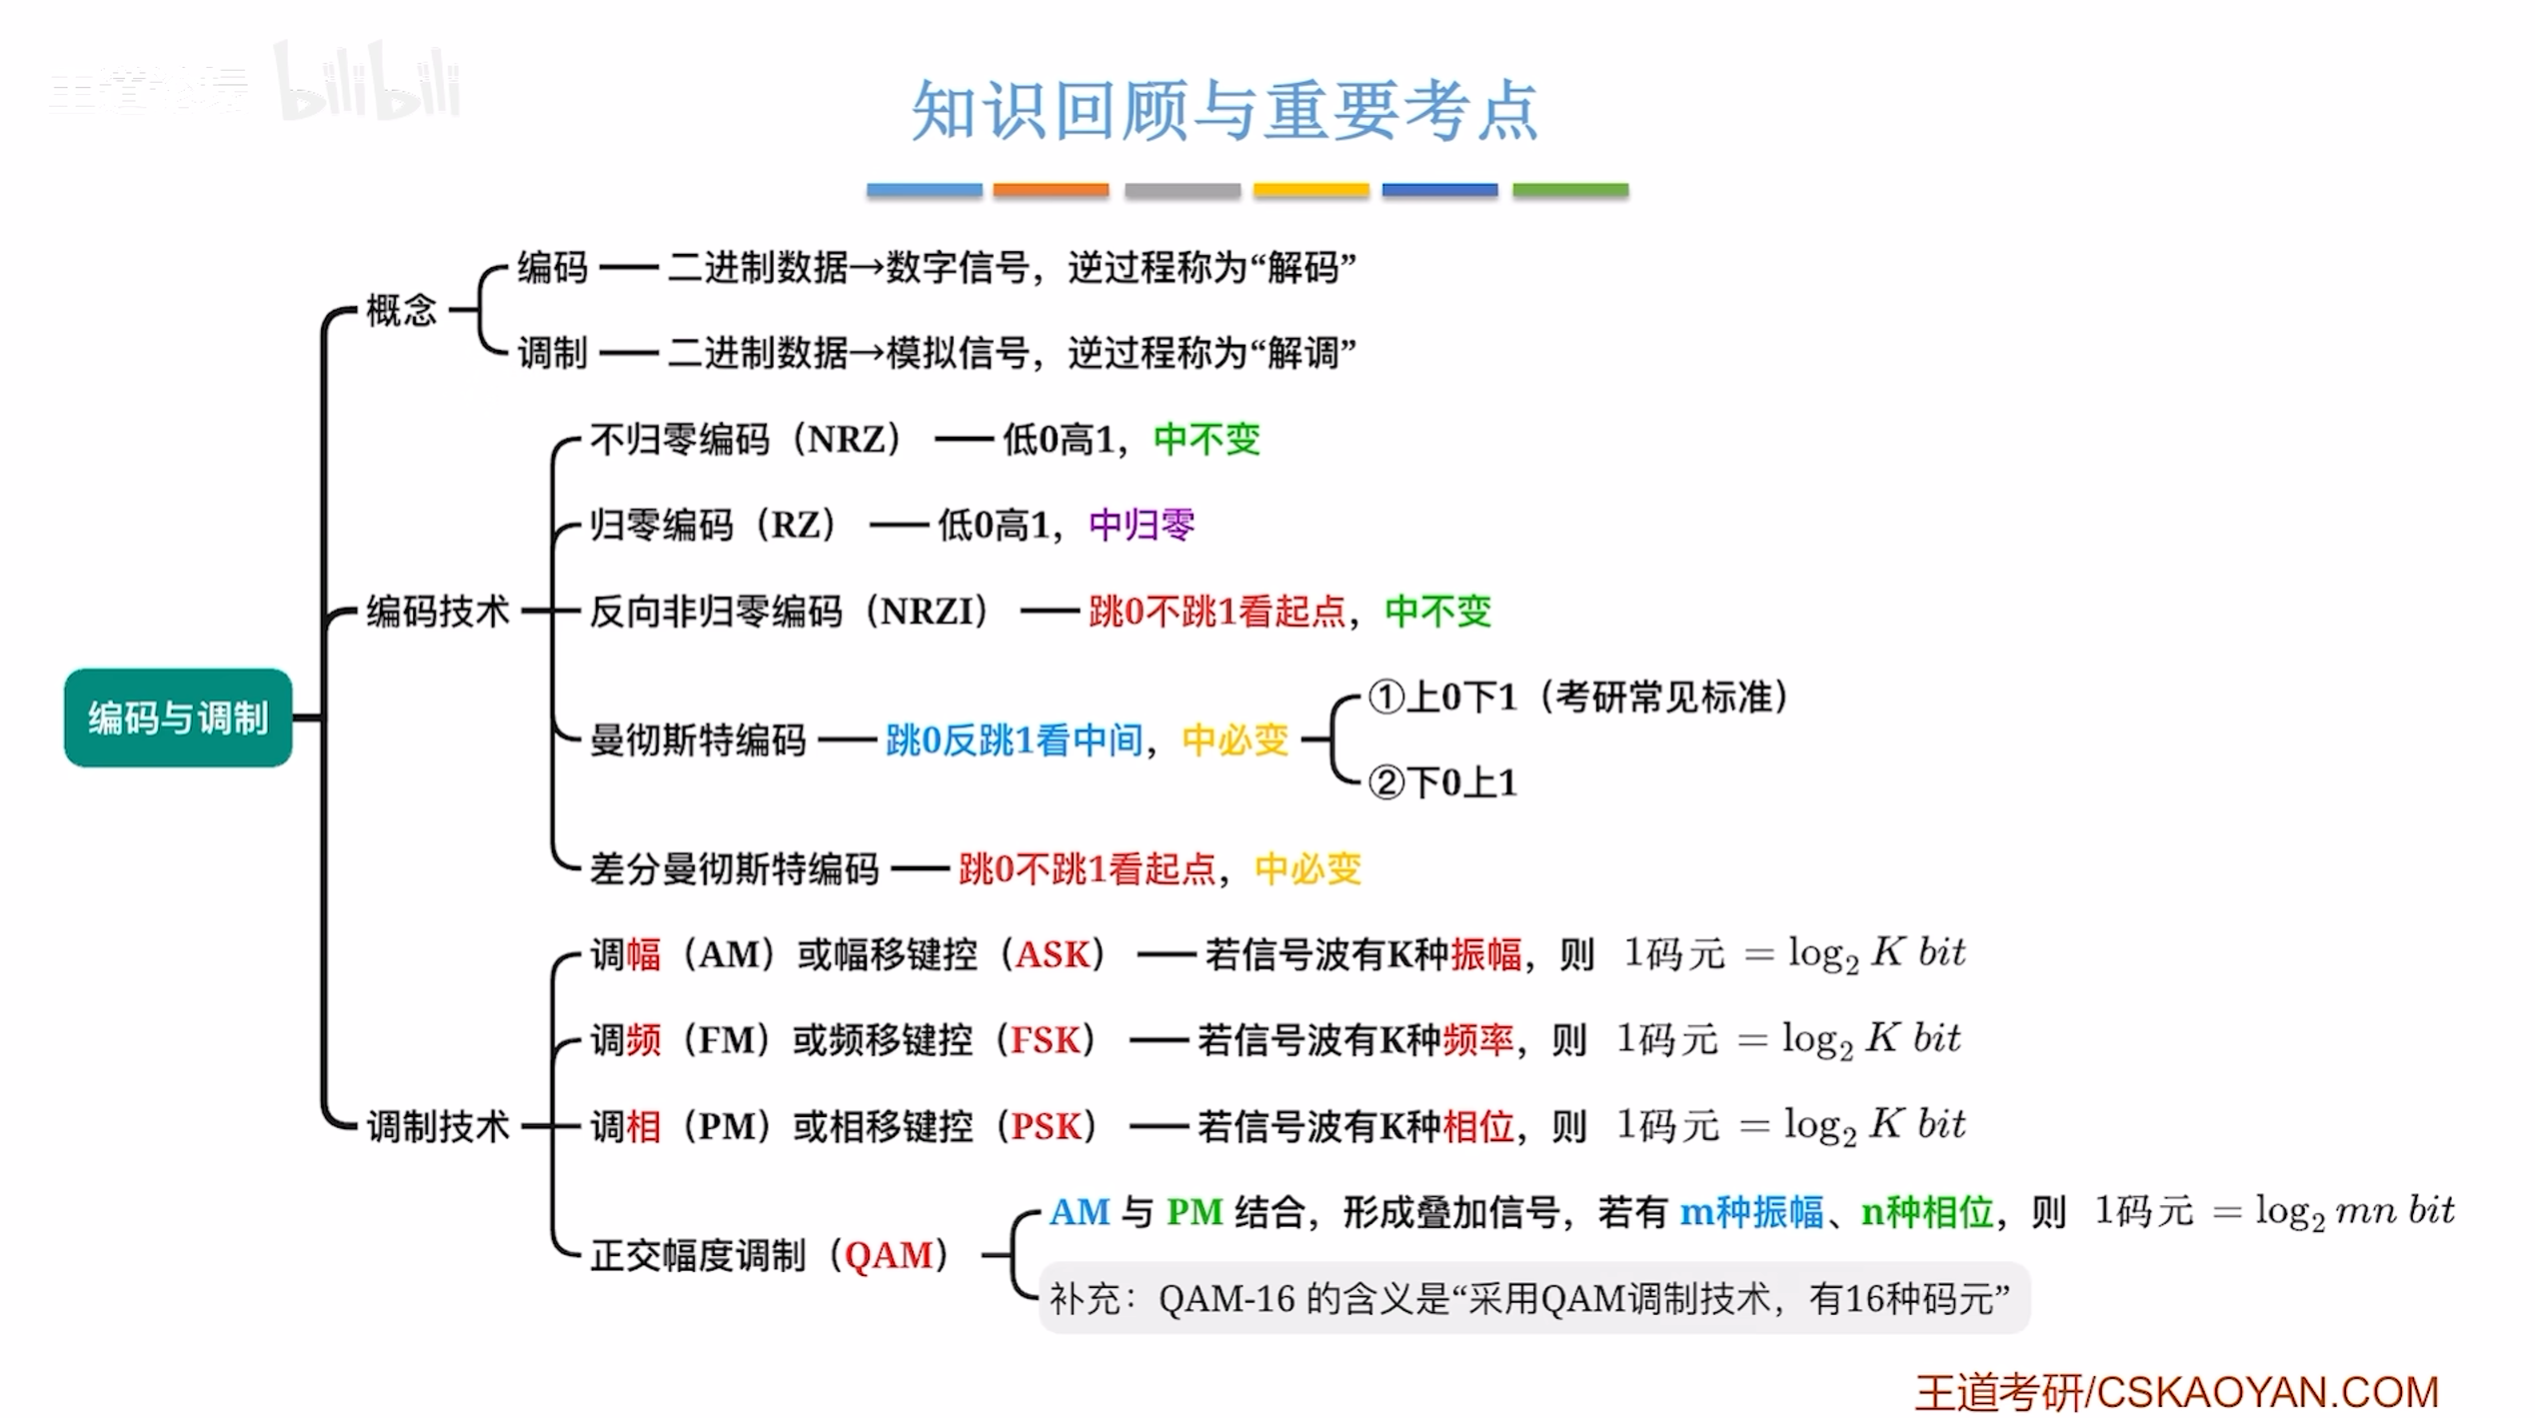 王道论坛 bilibili
知识回顾与重要考点
编码 二进制数据→数字信号，逆过程称为“解码”
概念
调制 二进制数据→模拟信号，逆过程称为“解调”
不归零编码（NRZ） 低0高1，中不变
归零编码（RZ） 低0高1，中归零
编码技术
反向非归零编码（NRZI） 跳0不跳1看起点，中不变
①上0下1（考研常见标准）
编码与调制
曼彻斯特编码 跳0反跳1看中间，中必变
②下0上1
差分曼彻斯特编码 跳0不跳1看起点，中必变
调幅（AM）或幅移键控（ASK） 若信号波有K种振幅，则 1码元 = log₂ K bit
调频（FM）或频移键控（FSK） 若信号波有K种频率，则 1码元 = log₂ K bit
调制技术
调相（PM）或相移键控（PSK） 若信号波有K种相位，则 1码元 = log₂ K bit
AM 与 PM 结合，形成叠加信号，若有 m种振幅、n种相位，则 1码元 = log₂ mn bit
正交幅度调制（QAM）
补充：QAM-16 的含义是“采用QAM调制技术，有16种码元”
王道考研/CSKAOYAN.COM